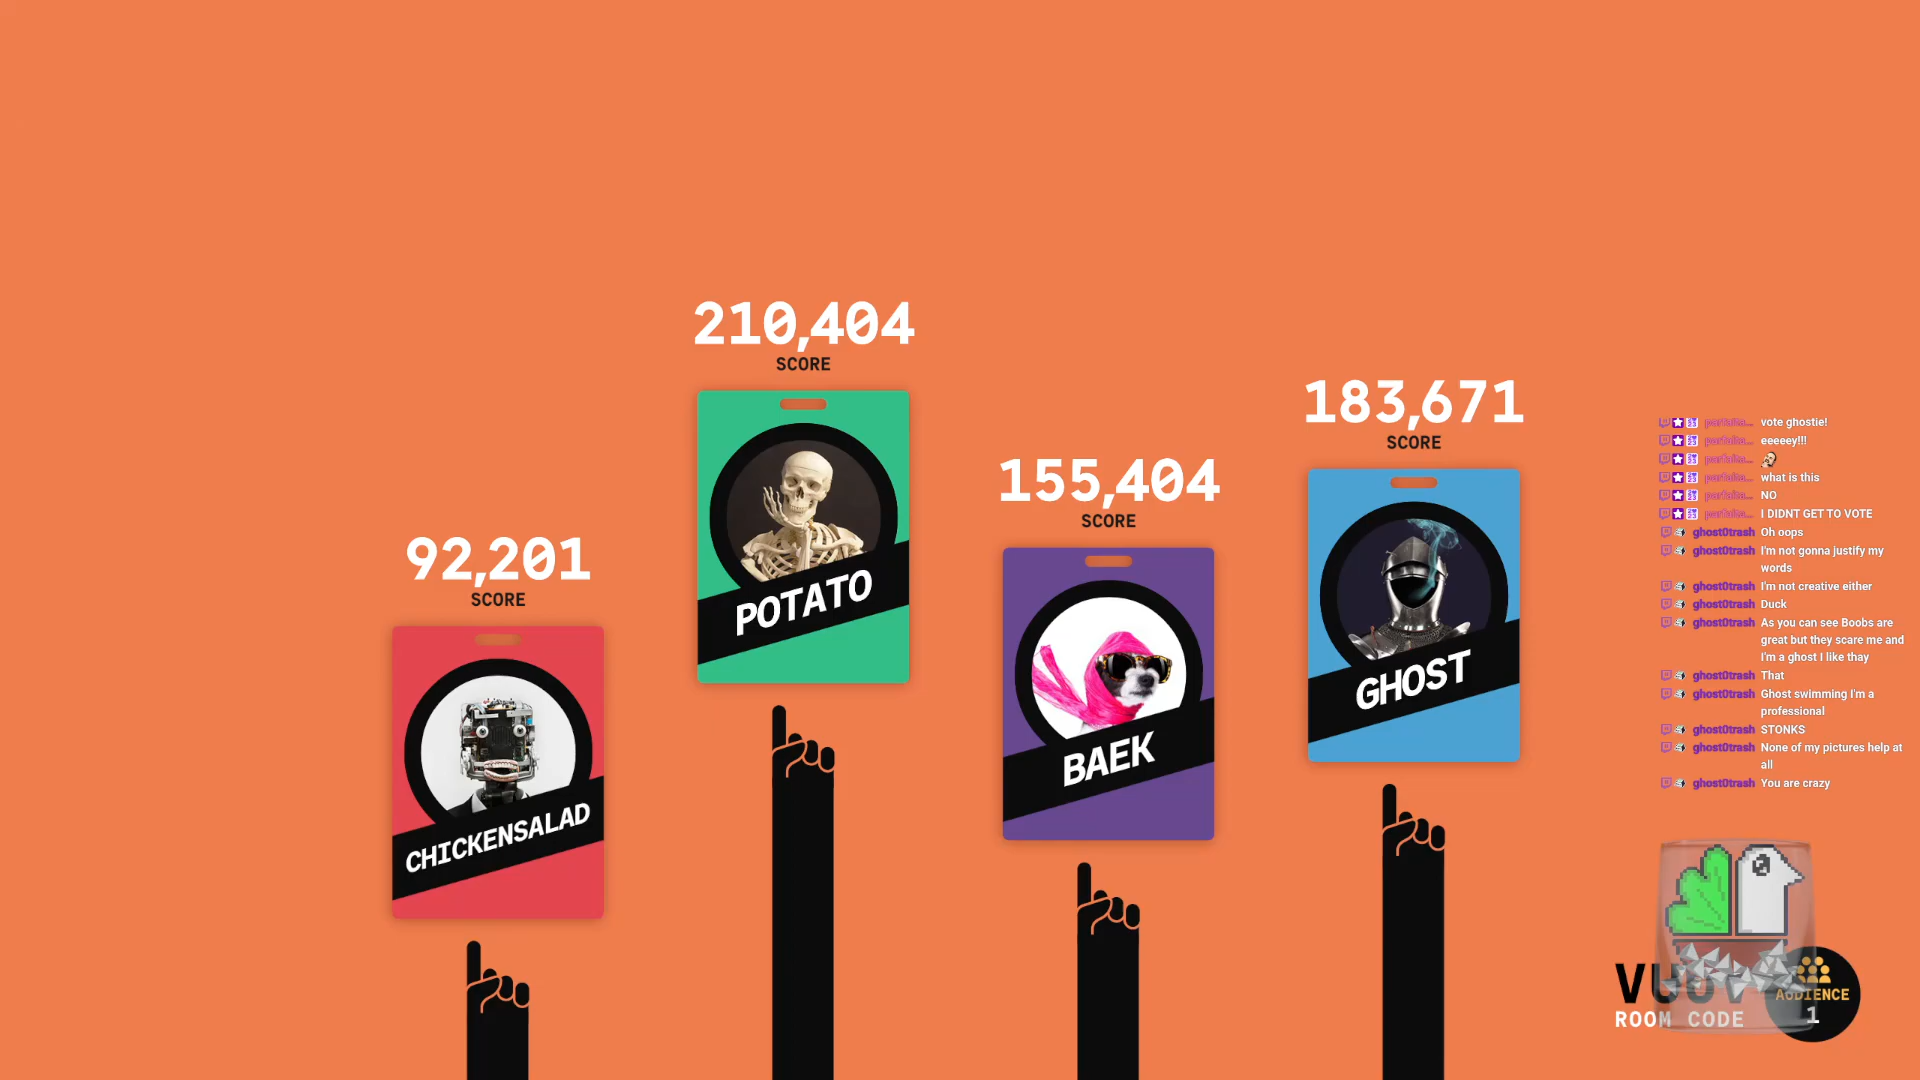 210,404
SCORE
183,671
SCORE
155,404
SCORE
92,201
SCORE
POTATO
GHOST
BAEK
CHICKENSALAD
vote ghostie!
eeeeey!!!
what is this
NO
I DIDNT GET TO VOTE
ghost0trash Oh oops
ghost0trash I'm not gonna justify my
words
ghost0trash I'm not creative either
ghost0trash Duck
ghost0trash As you can see Boobs are
great but they scare me and
I'm a ghost I like thay
ghost0trash That
ghost0trash Ghost swimming I'm a
professional
ghost0trash STONKS
ghost0trash None of my pictures help at
all
ghost0trash You are crazy
AUDIENCE
1
ROOM CODE